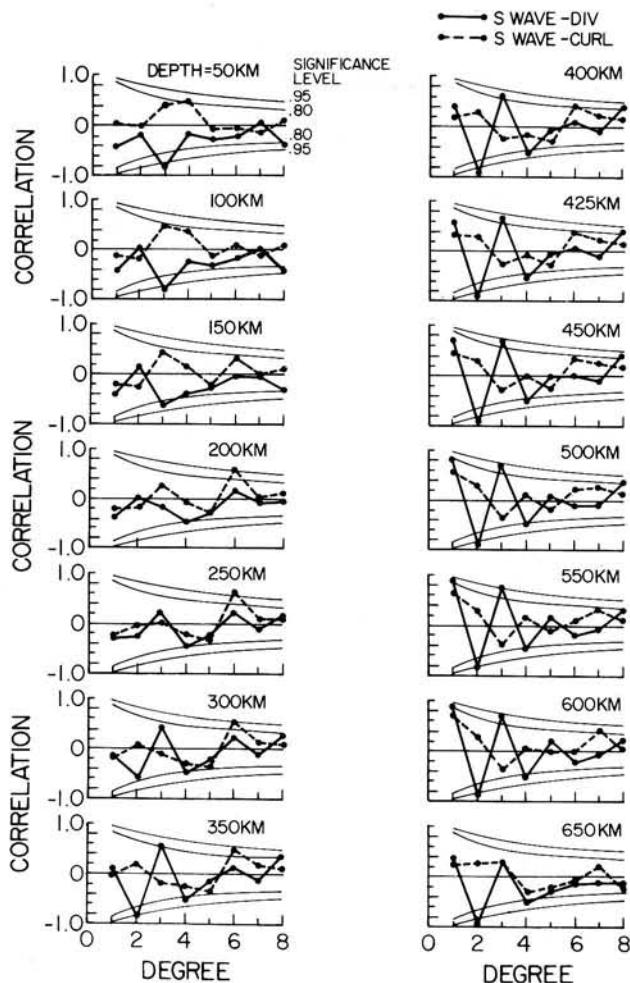 S WAVE -DIV
S WAVE -CURL
DEPTH=50KM
SIGNIFICANCE
LEVEL
.95
.80
.80
.95
1.0
0
-1.0
CORRELATION
100KM
1.0
0
-1.0
150KM
1.0
0
-1.0
CORRELATION
200KM
1.0
0
-1.0
250KM
1.0
0
-1.0
CORRELATION
300KM
1.0
0
-1.0
350KM
1.0
0
-1.0
0 2 4 6 8
DEGREE
400KM
425KM
450KM
500KM
550KM
600KM
650KM
0 2 4 6 8
DEGREE